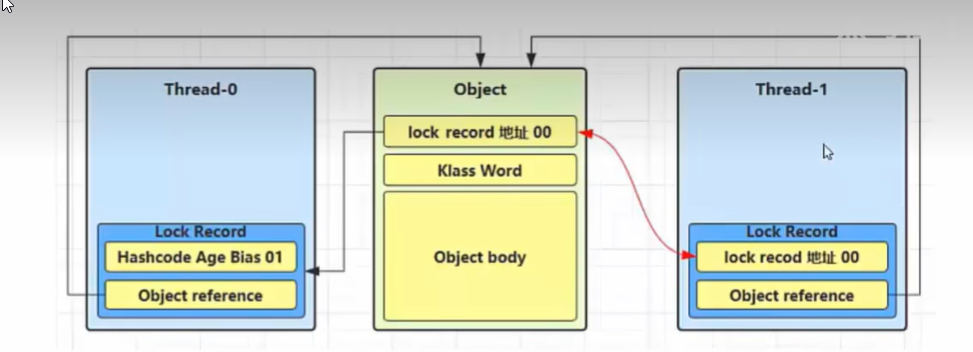 Thread-0
Object
Thread-1
lock record 地址 00
Klass Word
Object body
Lock Record
Hashcode Age Bias 01
Object reference
Lock Record
lock recod 地址 00
Object reference